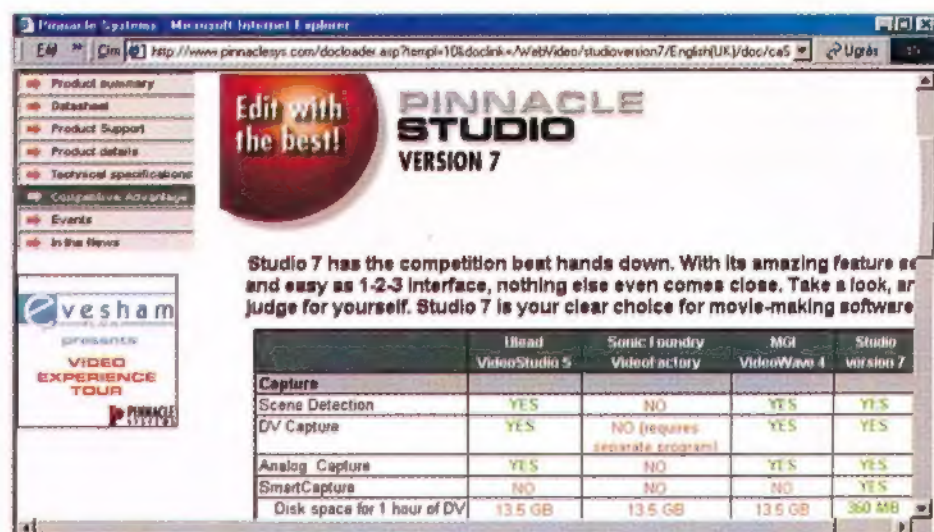 Pinnacle Systems - Microsoft Internet Explorer
Cím http://www.pinnaclesys.com/docloader.asp?templ=10&doclink=/WebVideo/studioversion7/English(UK)/doc/caS Ugrás
Product summary
Datasheet
Product Support
Product details
Technical specifications
Competitive Advantage
Events
In the News
evesham
presents
VIDEO
EXPERIENCE
TOUR
PINNACLE
SYSTEMS
Edit with
the best!
PINNACLE
STUDIO
VERSION 7
Studio 7 has the competition beat hands down. With its amazing feature se
and easy as 1-2-3 interface, nothing else even comes close. Take a look, an
judge for yourself. Studio 7 is your clear choice for movie-making software
Ulead VideoStudio 5 Sonic Foundry VideoFactory MGI VideoWave 4 Studio version 7
Capture
Scene Detection YES NO YES YES
DV Capture YES NO (requires separate program) YES YES
Analog Capture YES NO YES YES
SmartCapture NO NO NO YES
Disk space for 1 hour of DV 13.5 GB 13.5 GB 13.5 GB 360 MB